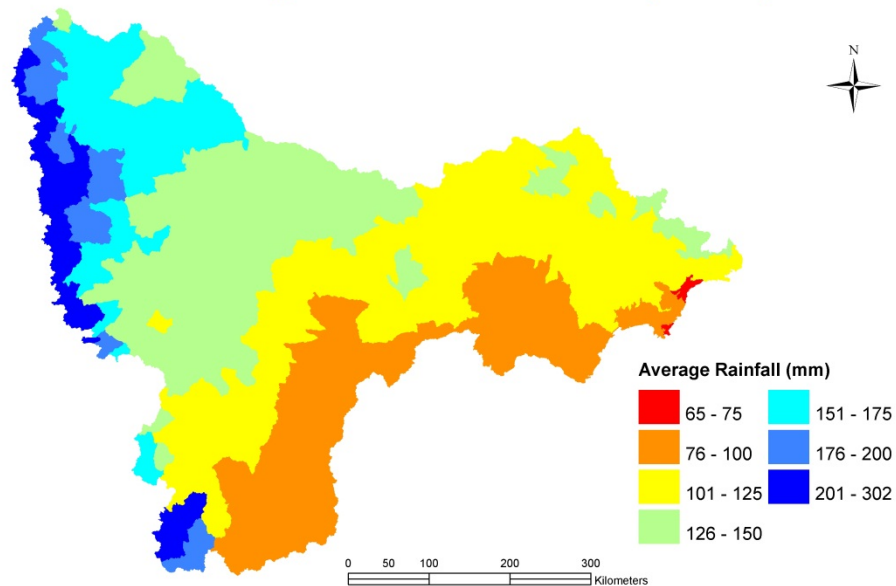 N
Average Rainfall (mm)
65 - 75
151 - 175
76 - 100
176 - 200
101 - 125
201 - 302
126 - 150
0 50 100 200 300
Kilometers